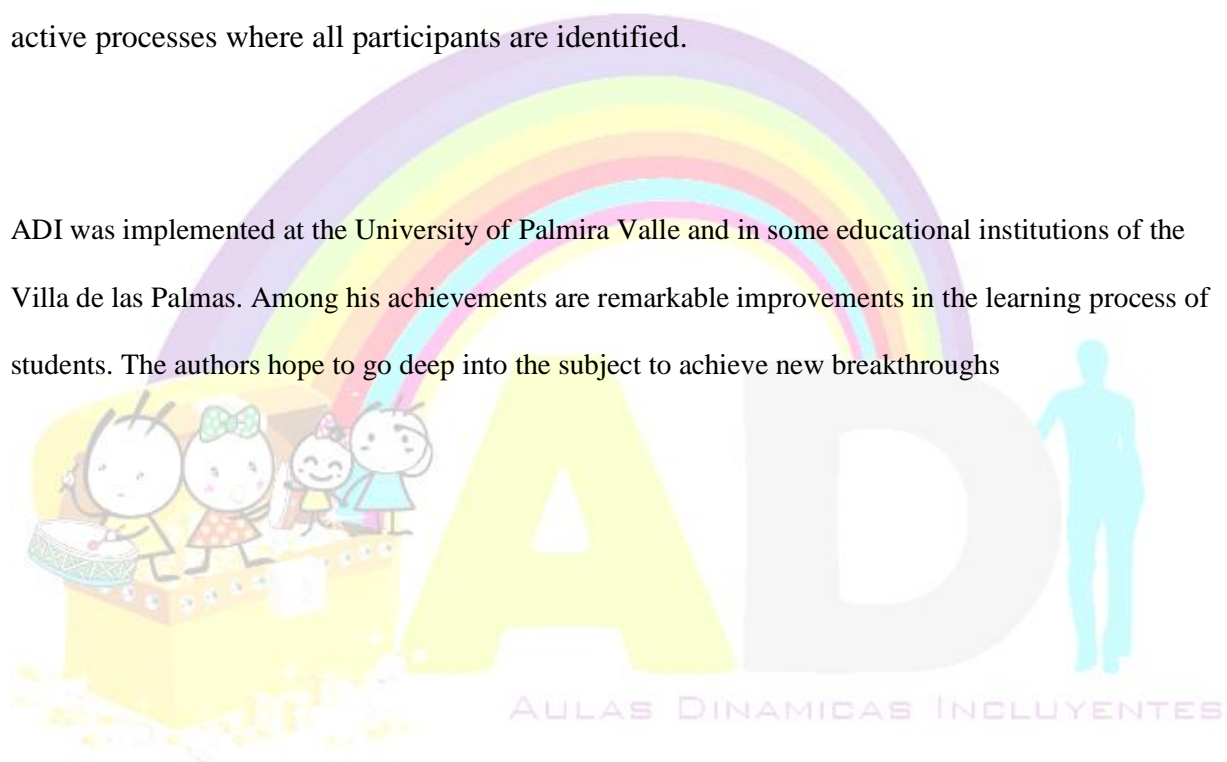 active processes where all participants are identified.
ADI was implemented at the University of Palmira Valle and in some educational institutions of the
Villa de las Palmas. Among his achievements are remarkable improvements in the learning process of
students. The authors hope to go deep into the subject to achieve new breakthroughs
ADI
AULAS DINAMICAS INCLUYENTES